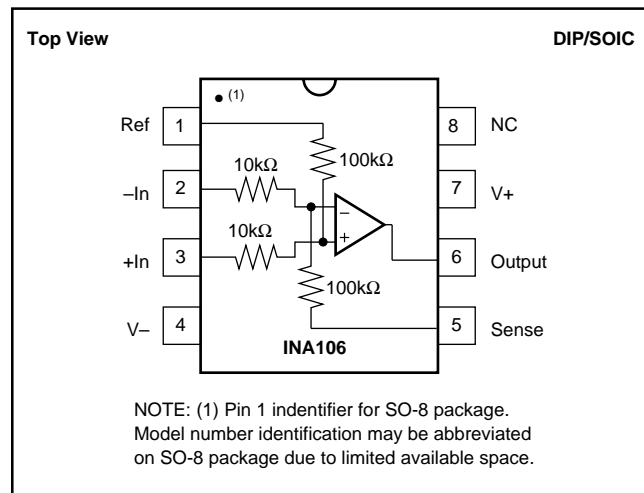 Top View
DIP/SOIC
(1)
Ref 1
8 NC
100kΩ
10kΩ
–In 2
7 V+
–
10kΩ
+
+In 3
6 Output
100kΩ
V– 4
5 Sense
INA106
NOTE: (1) Pin 1 indentifier for SO-8 package.
Model number identification may be abbreviated
on SO-8 package due to limited available space.